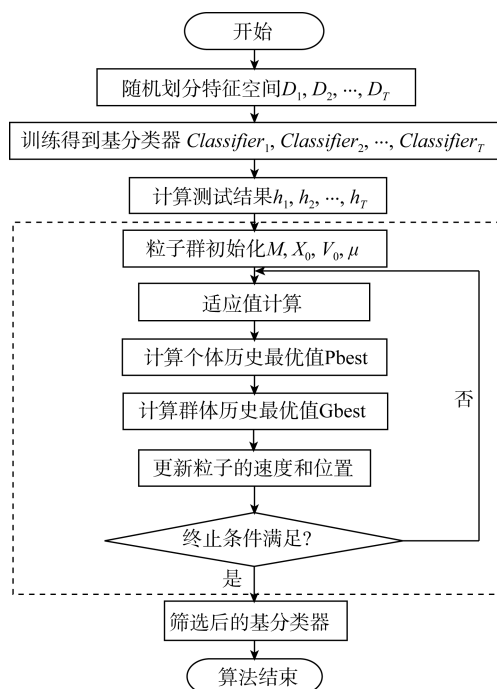 开始
随机划分特征空间D₁, D₂, ···, D_T
训练得到基分类器 Classifier₁, Classifier₂, ···, Classifier_T
计算测试结果h₁, h₂, ···, h_T
粒子群初始化M, X₀, V₀, μ
适应值计算
计算个体历史最优值Pbest
计算群体历史最优值Gbest
否
更新粒子的速度和位置
终止条件满足?
是
筛选后的基分类器
算法结束